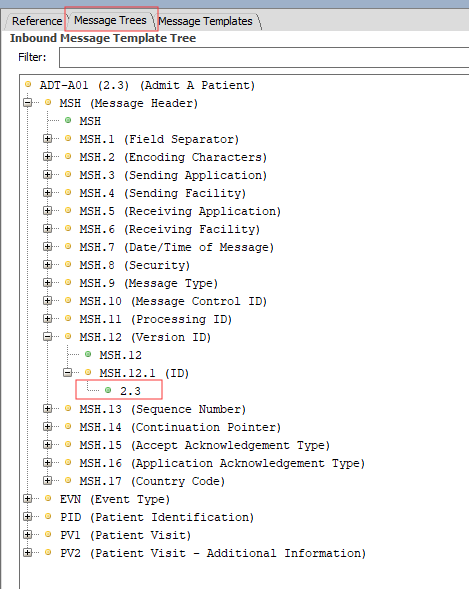 Reference Message Trees Message Templates
Inbound Message Template Tree
Filter:
ADT-A01 (2.3) (Admit A Patient)
MSH (Message Header)
MSH
MSH.1 (Field Separator)
MSH.2 (Encoding Characters)
MSH.3 (Sending Application)
MSH.4 (Sending Facility)
MSH.5 (Receiving Application)
MSH.6 (Receiving Facility)
MSH.7 (Date/Time of Message)
MSH.8 (Security)
MSH.9 (Message Type)
MSH.10 (Message Control ID)
MSH.11 (Processing ID)
MSH.12 (Version ID)
MSH.12
MSH.12.1 (ID)
2.3
MSH.13 (Sequence Number)
MSH.14 (Continuation Pointer)
MSH.15 (Accept Acknowledgement Type)
MSH.16 (Application Acknowledgement Type)
MSH.17 (Country Code)
EVN (Event Type)
PID (Patient Identification)
PV1 (Patient Visit)
PV2 (Patient Visit - Additional Information)